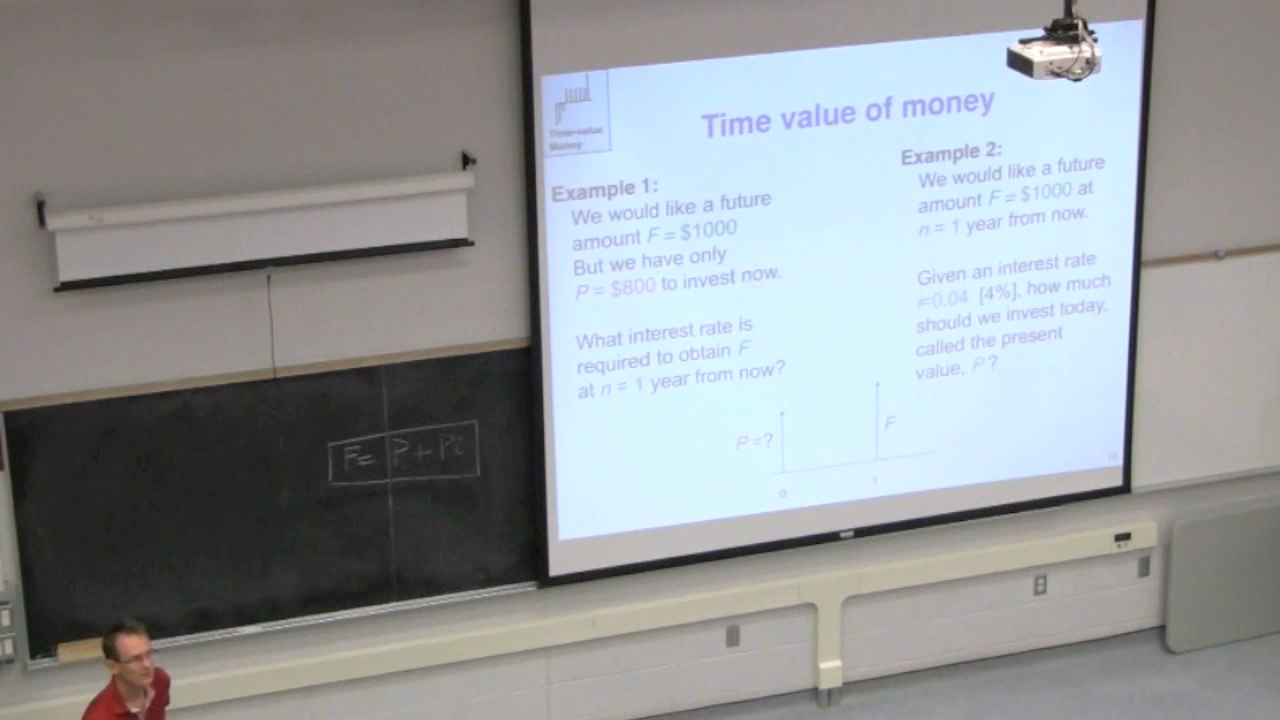 Time-value
Money
Time value of money
Example 1:
We would like a future
amount F = $1000
But we have only
P = $800 to invest now.
What interest rate is
required to obtain F
at n = 1 year from now?
Example 2:
We would like a future
amount F = $1000 at
n = 1 year from now.
Given an interest rate
i=0.04 [4%], how much
should we invest today,
called the present
value, P?
P=?
F
0
1
F= P+Pi